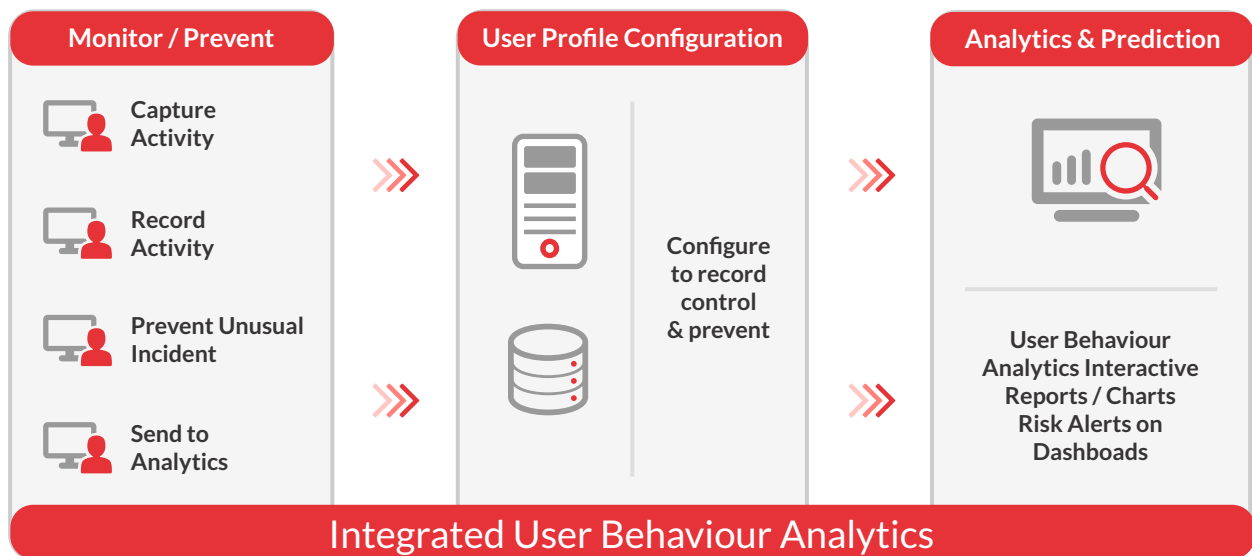 Monitor / Prevent
Capture
Activity
Record
Activity
Prevent Unusual
Incident
Send to
Analytics
User Profile Configuration
Configure
to record
control
& prevent
Analytics & Prediction
User Behaviour
Analytics Interactive
Reports / Charts
Risk Alerts on
Dashboads
Integrated User Behaviour Analytics